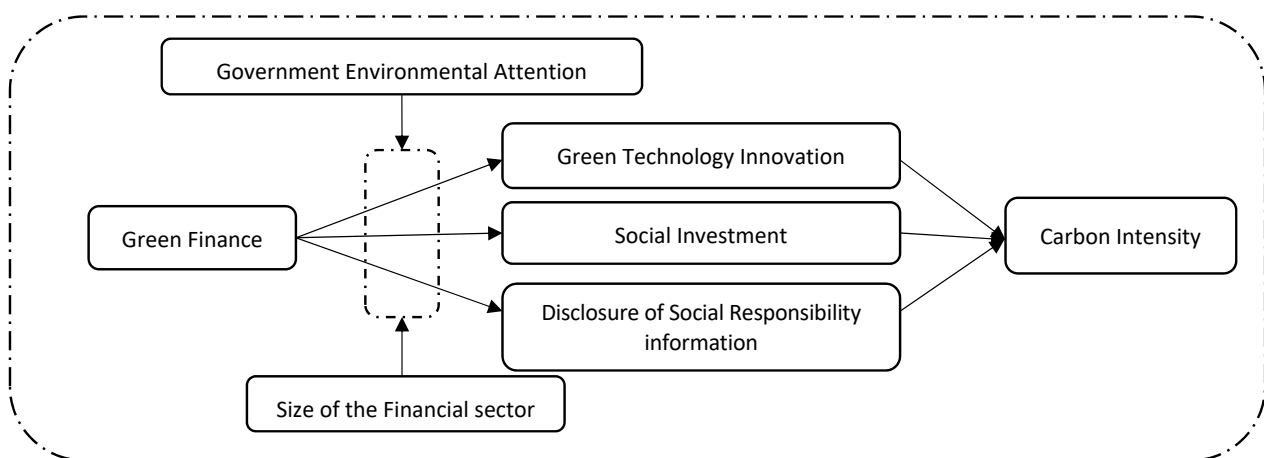 Government Environmental Attention
Green Technology Innovation
Green Finance
Social Investment
Carbon Intensity
Disclosure of Social Responsibility
information
Size of the Financial sector